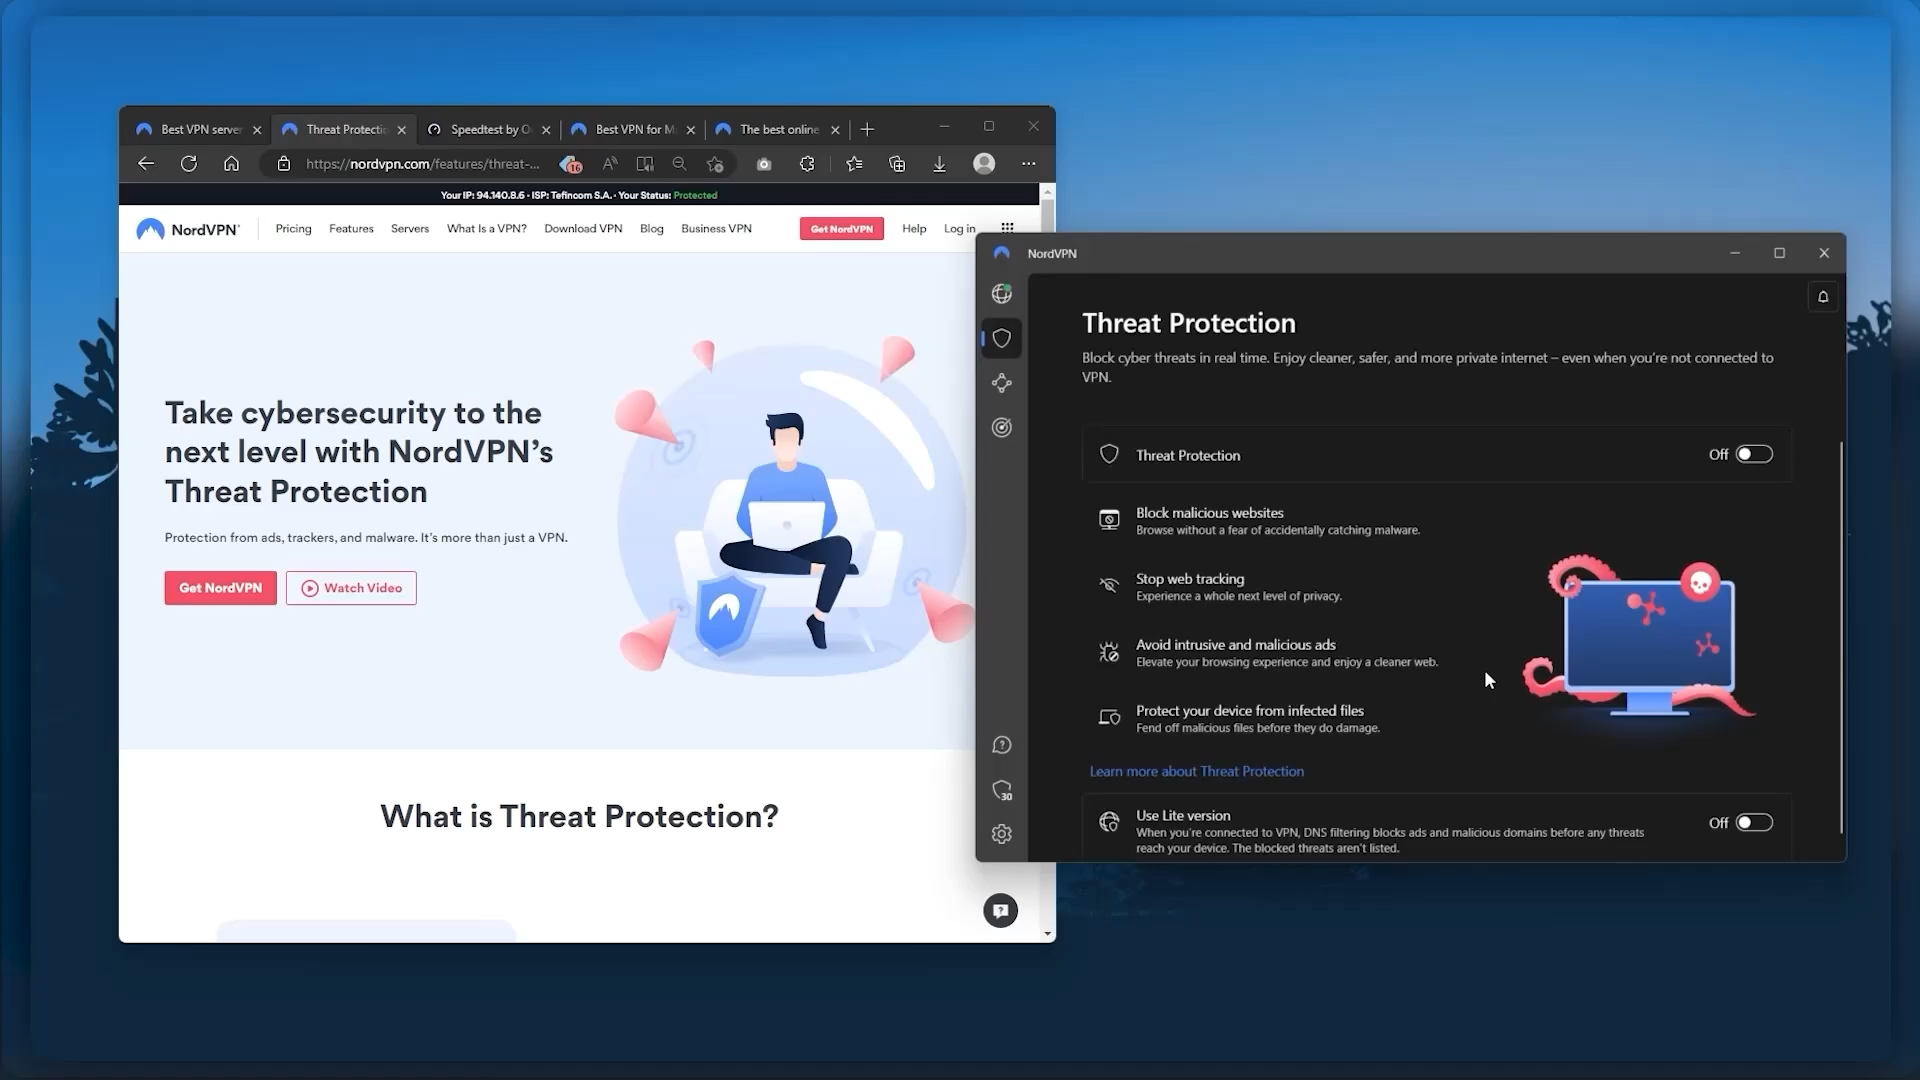 Best VPN server
Threat Protectic
Speedtest by O
Best VPN for M
The best online
https://nordvpn.com/features/threat-...
16
Your IP: 94.140.8.6 - ISP: Tefincom S.A. - Your Status: Protected
NordVPN
Pricing
Features
Servers
What Is a VPN?
Download VPN
Blog
Business VPN
Get NordVPN
Help
Log in
Take cybersecurity to the
next level with NordVPN's
Threat Protection
Protection from ads, trackers, and malware. It's more than just a VPN.
Get NordVPN
Watch Video
What is Threat Protection?
NordVPN
Threat Protection
Block cyber threats in real time. Enjoy cleaner, safer, and more private internet – even when you're not connected to
VPN.
Threat Protection
Off
Block malicious websites
Browse without a fear of accidentally catching malware.
Stop web tracking
Experience a whole next level of privacy.
Avoid intrusive and malicious ads
Elevate your browsing experience and enjoy a cleaner web.
Protect your device from infected files
Fend off malicious files before they do damage.
Learn more about Threat Protection
30
Use Lite version
Off
When you're connected to VPN, DNS filtering blocks ads and malicious domains before any threats
reach your device. The blocked threats aren't listed.